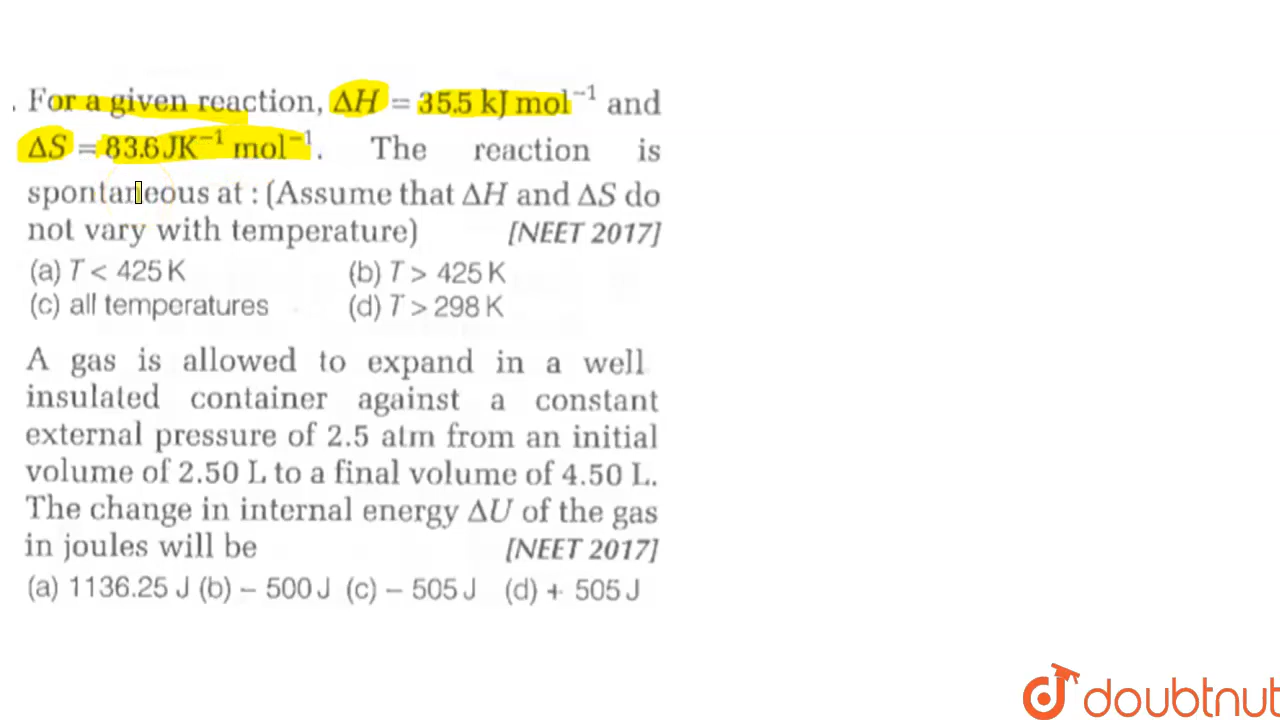 . For a given reaction, ΔH = 35.5 kJ mol⁻¹ and
ΔS = 83.6 JK⁻¹ mol⁻¹. The reaction is
spontaneous at : (Assume that ΔH and ΔS do
not vary with temperature) [NEET 2017]
(a) T < 425 K (b) T > 425 K
(c) all temperatures (d) T > 298 K
A gas is allowed to expand in a well
insulated container against a constant
external pressure of 2.5 atm from an initial
volume of 2.50 L to a final volume of 4.50 L.
The change in internal energy ΔU of the gas
in joules will be [NEET 2017]
(a) 1136.25 J (b) – 500 J (c) – 505 J (d) + 505 J
doubtnut